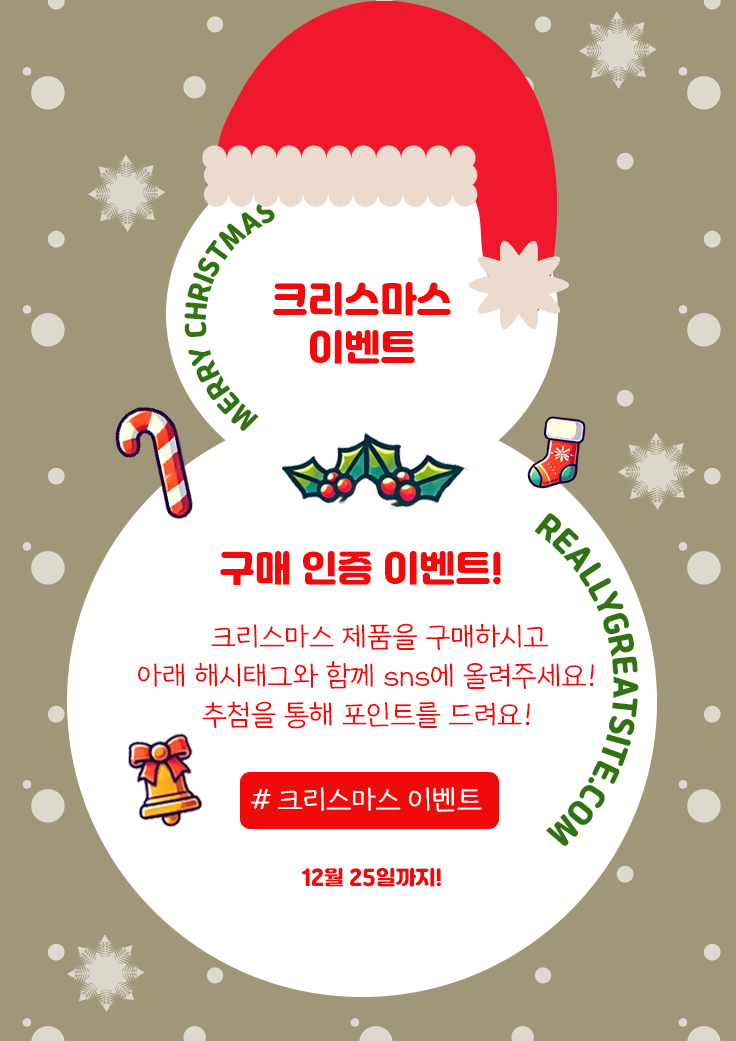 MERRY CHRISTMAS
크리스마스
이벤트
구매 인증 이벤트!
크리스마스 제품을 구매하시고
아래 해시태그와 함께 sns에 올려주세요!
추첨을 통해 포인트를 드려요!
REALLYGREATSITE.COM
# 크리스마스 이벤트
12월 25일까지!